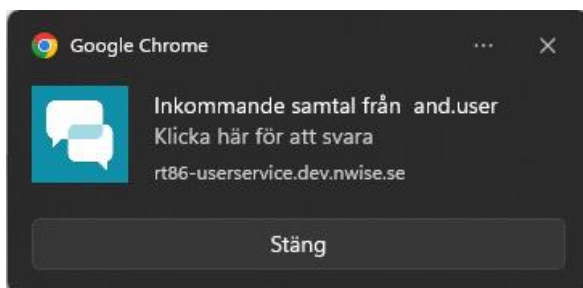 Google Chrome
Inkommande samtal från and.user
Klicka här för att svara
rt86-userservice.dev.nwise.se
Stäng